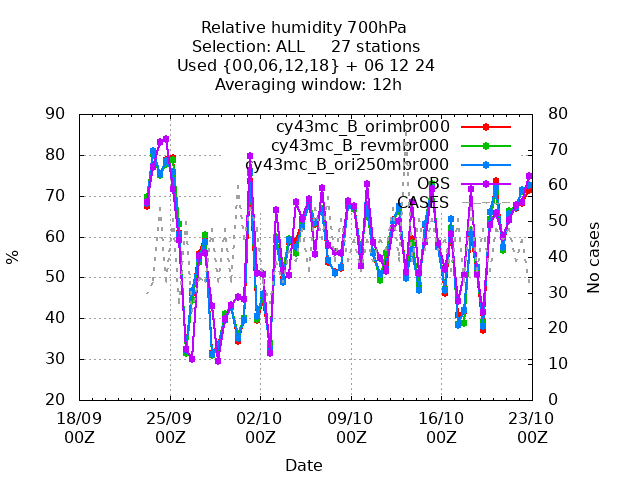 Relative humidity 700hPa
Selection: ALL 27 stations
Used {00,06,12,18} + 06 12 24
Averaging window: 12h
90
80
70
60
50
40
30
20
%
80
70
60
50
40
30
20
10
0
No cases
cy43mc_B_orimbr000
cy43mc_B_revmbr000
cy43mc_B_ori250mbr000
OBS
CASES
18/09 25/09 02/10 09/10 16/10 23/10
00Z 00Z 00Z 00Z 00Z 00Z
Date